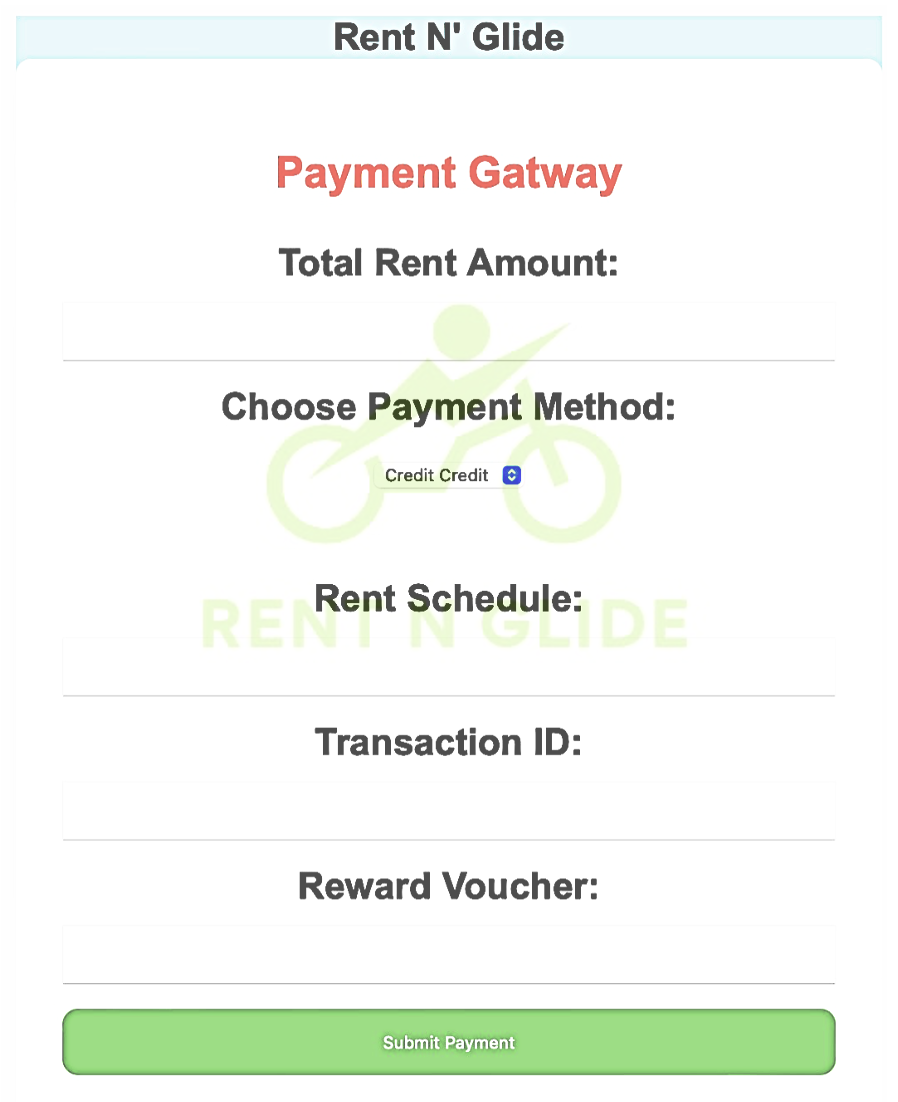 Rent N' Glide
Payment Gatway
Total Rent Amount:
Choose Payment Method:
Credit Credit
Rent Schedule:
RENT N GLIDE
Transaction ID:
Reward Voucher:
Submit Payment